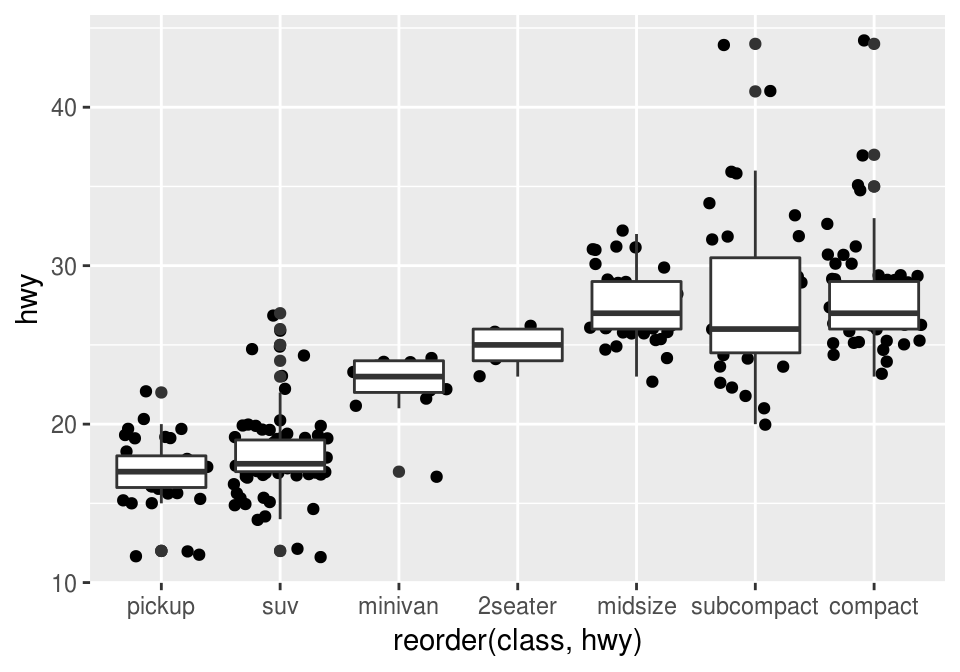 hwy
40
30
20
10
pickup suv minivan 2seater midsize subcompact compact
reorder(class, hwy)